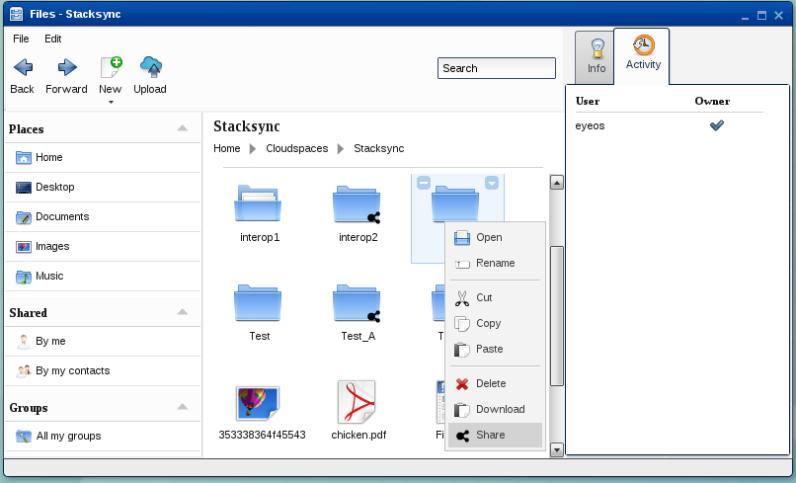 Files - Stacksync
File Edit
Back Forward New Upload
Search
Info
Activity
Places
Home
Desktop
Documents
Images
Music
Shared
By me
By my contacts
Groups
All my groups
Stacksync
Home Cloudspaces Stacksync
interop1 interop2
Test Test_A
353338364f45543 chicken.pdf
Open
Rename
Cut
Copy
Paste
Delete
Download
Share
User Owner
eyeos